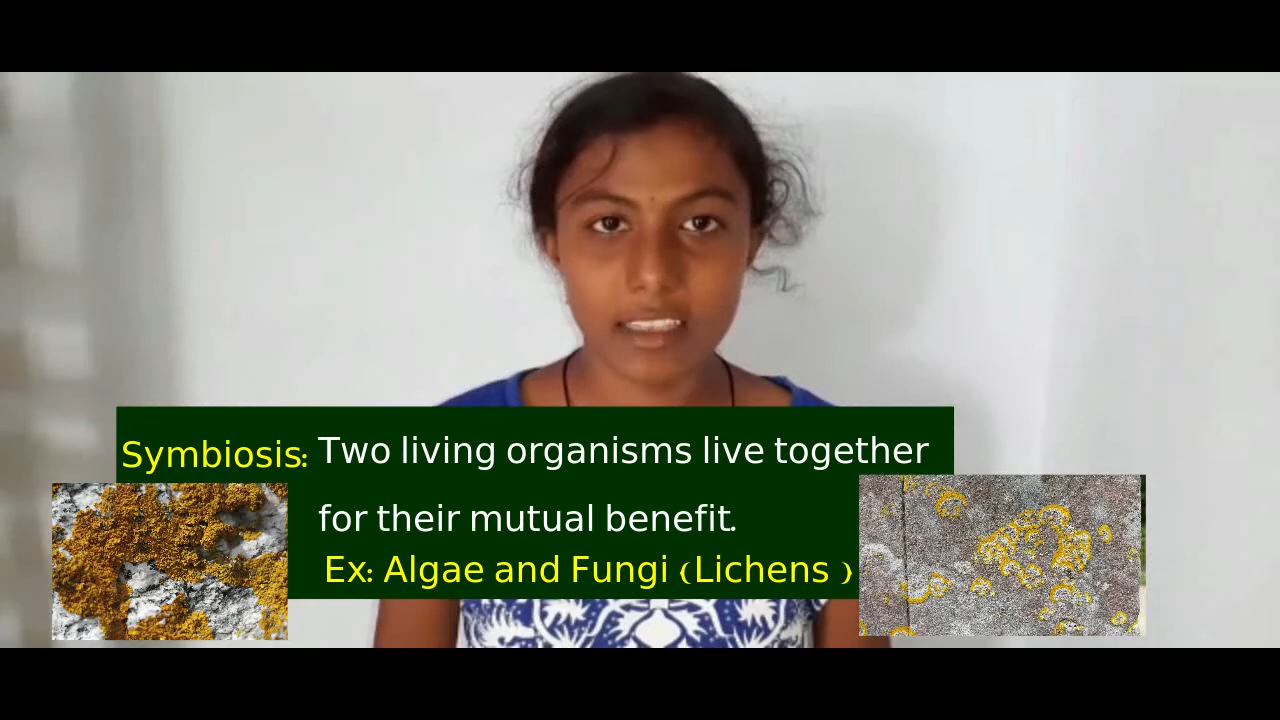 Symbiosis: Two living organisms live together
for their mutual benefit.
Ex: Algae and Fungi (Lichens )